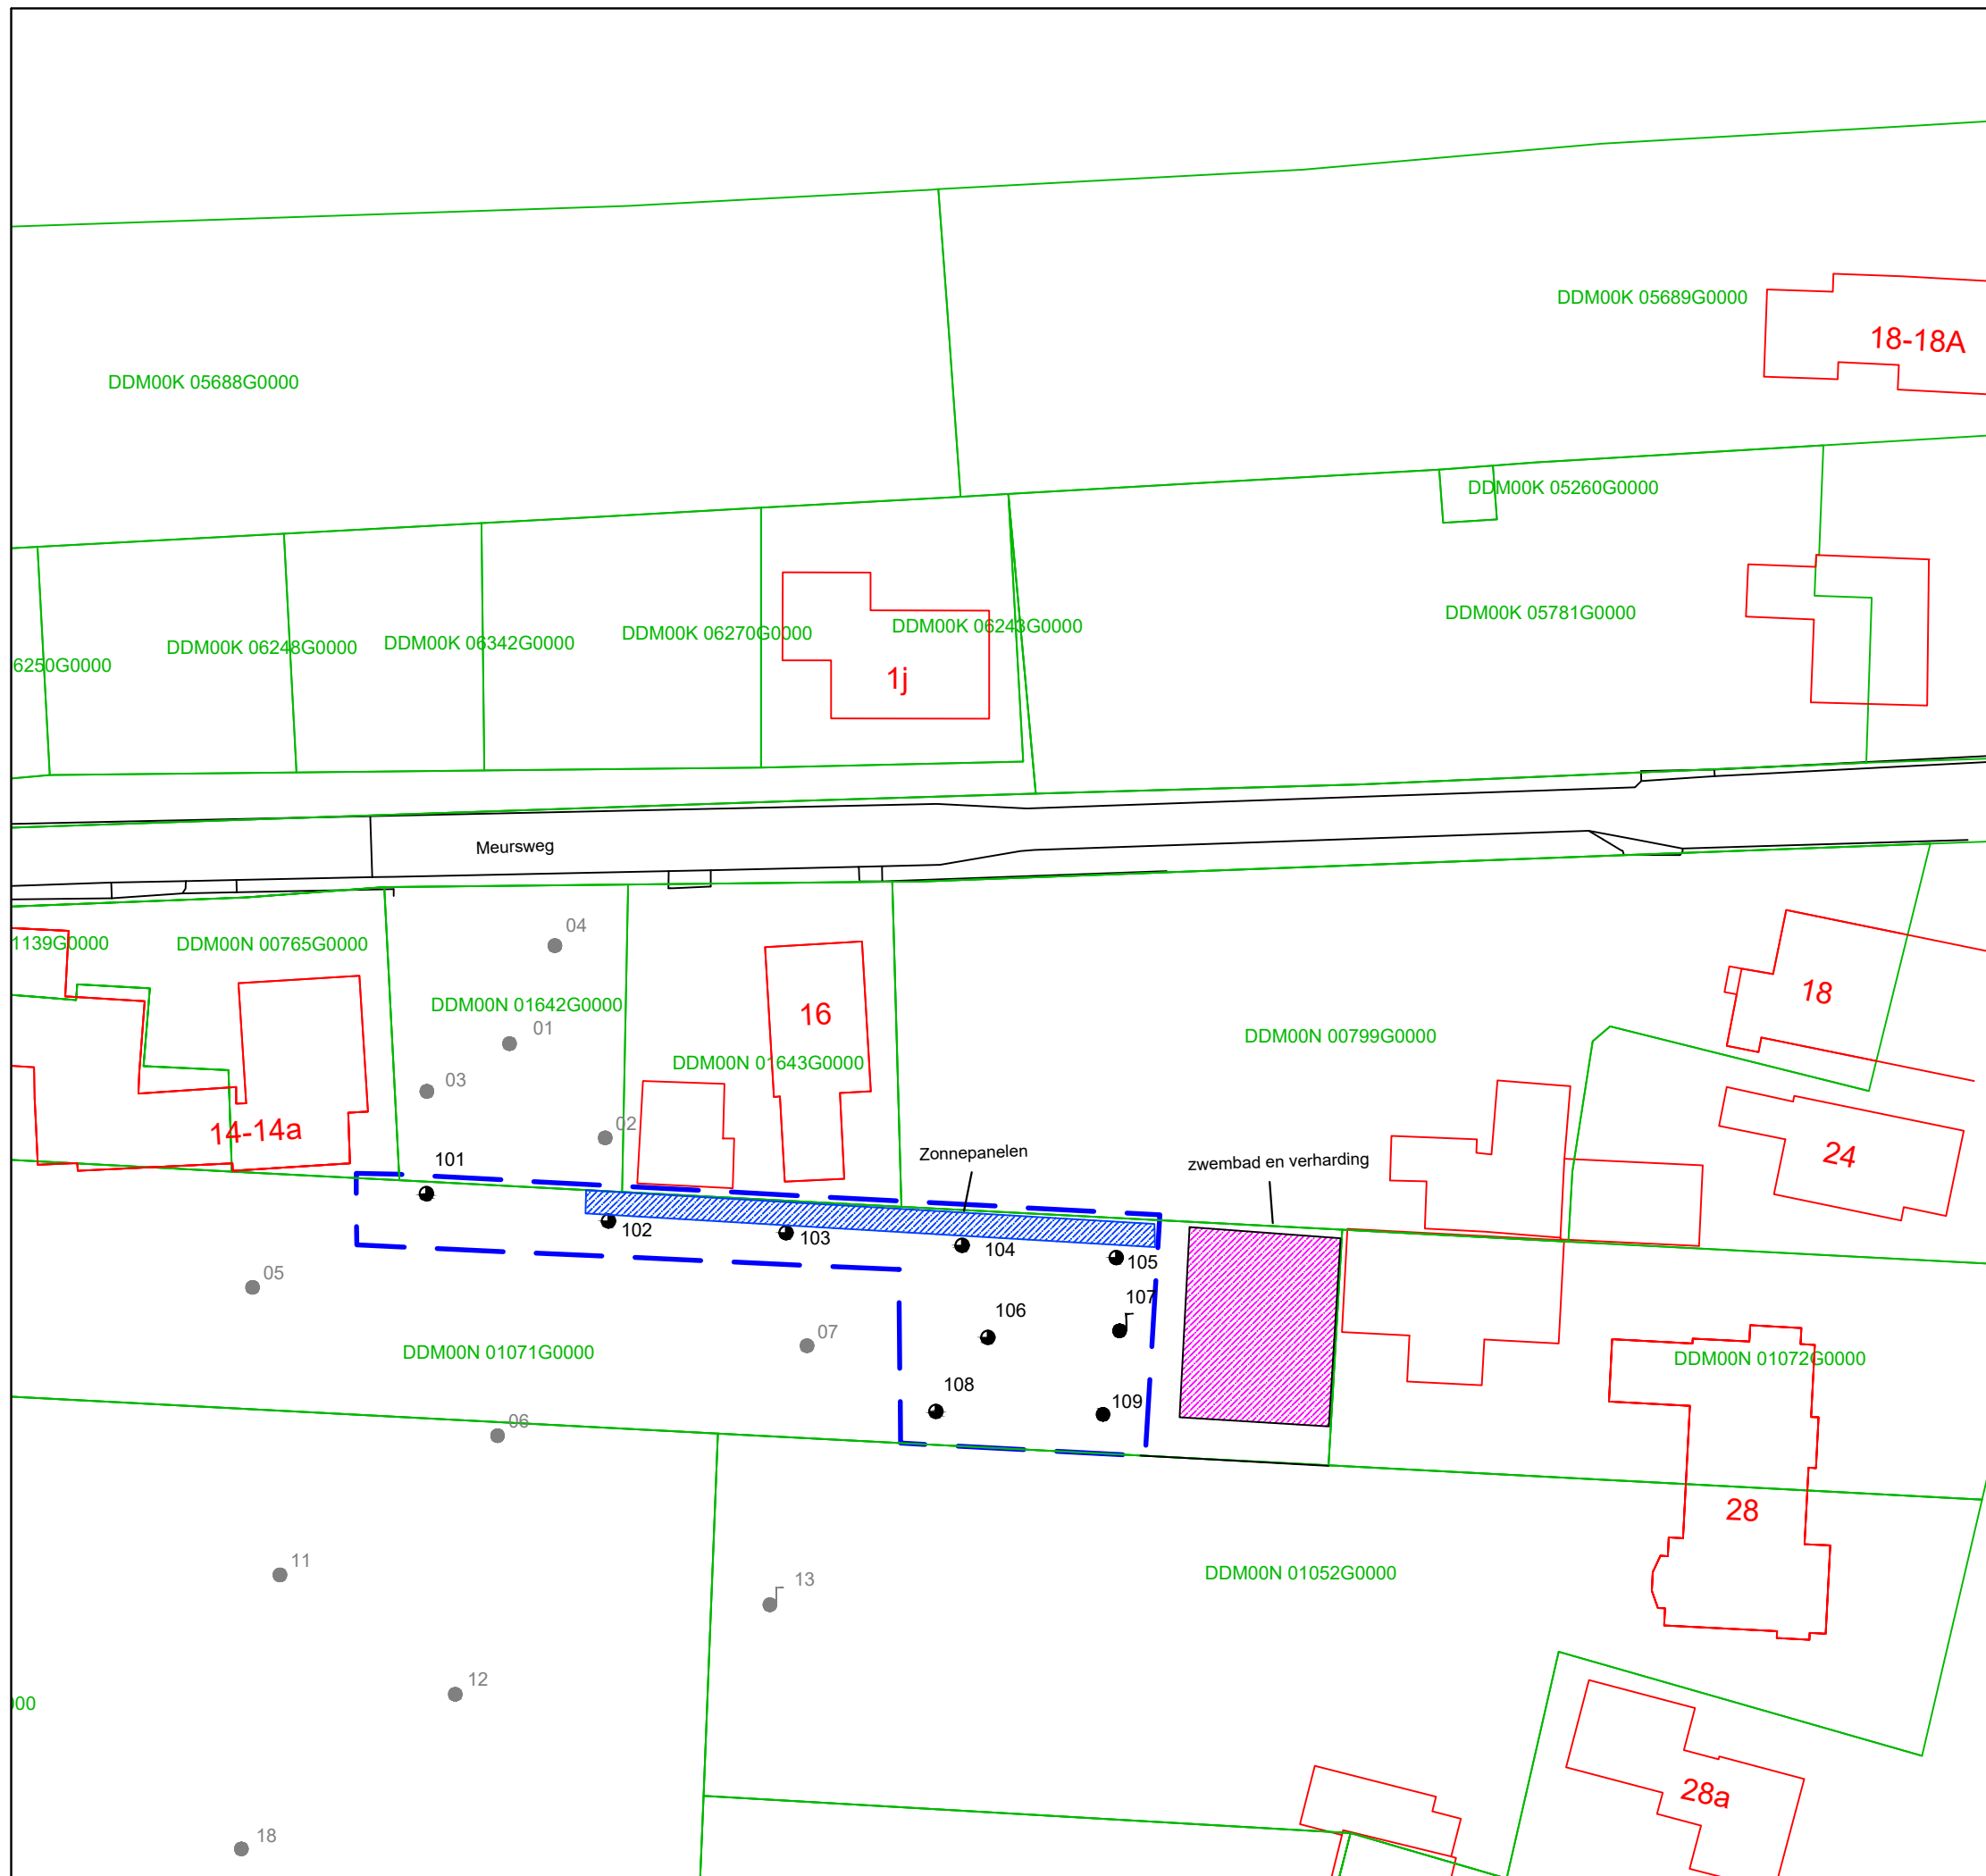 DDM00K 05689G0000
18-18A
DDM00K 05688G0000
DDM00K 05260G0000
DDM00K 05781G0000
DDM00K 06243G0000
DDM00K 06270G0000
DDM00K 06342G0000
DDM00K 06248G0000
6250G0000
1j
Meursweg
04
1139G0000
DDM00N 00765G0000
DDM00N 01642G0000
16
18
01
DDM00N 00799G0000
DDM00N 01643G0000
03
02
14-14a
24
101
Zonnepanelen
zwembad en verharding
102
103
104
105
05
107
106
07
DDM00N 01071G0000
DDM00N 01072G0000
108
109
06
28
11
13
DDM00N 01052G0000
12
00
28a
18